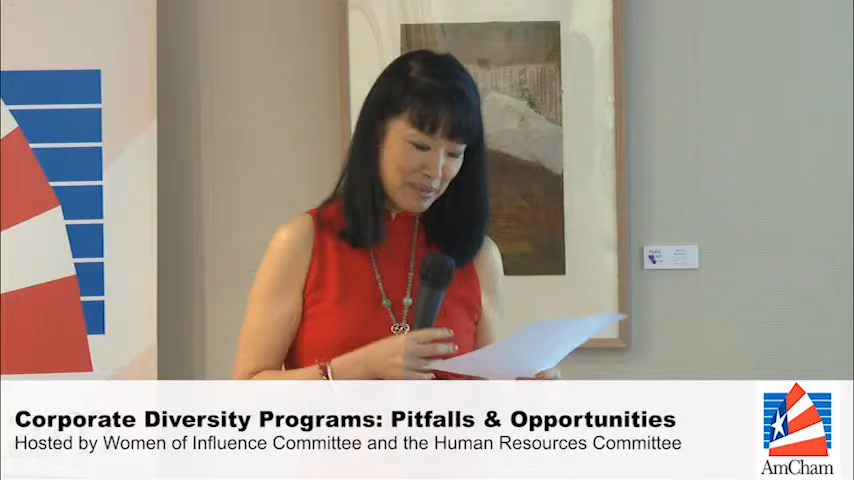 Corporate Diversity Programs: Pitfalls & Opportunities
Hosted by Women of Influence Committee and the Human Resources Committee
AmCham